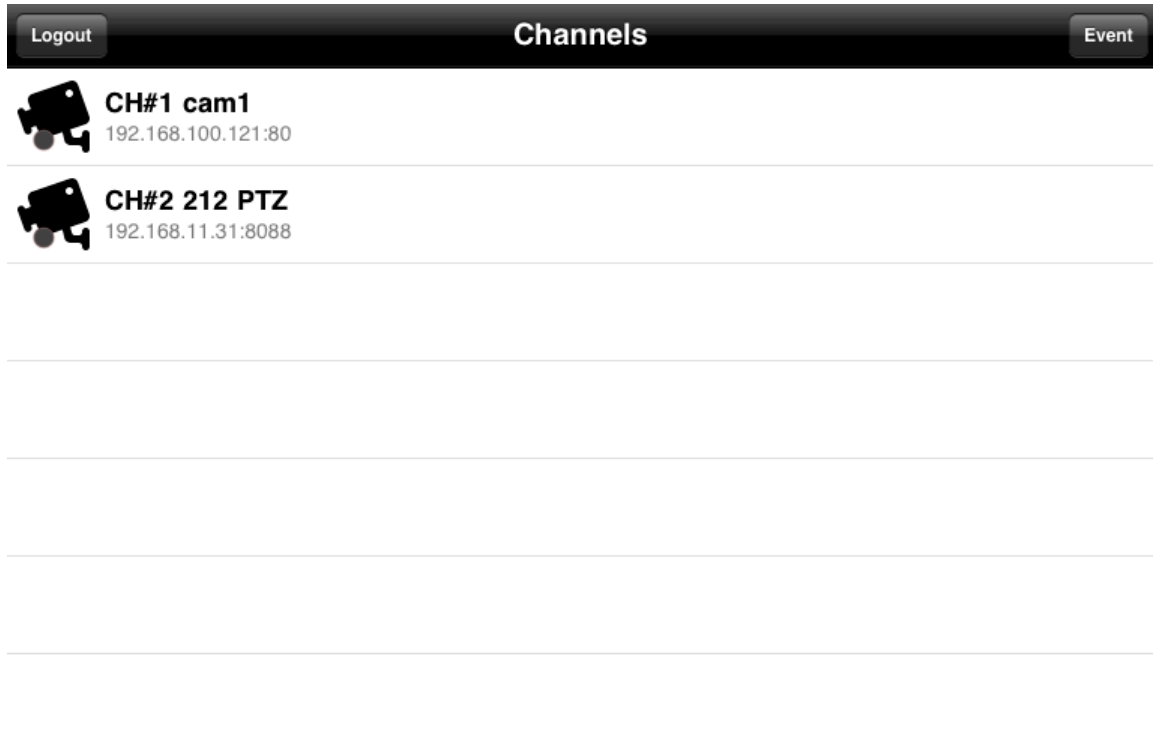 Logout
Channels
Event
CH#1 cam1
192.168.100.121:80
CH#2 212 PTZ
192.168.11.31:8088